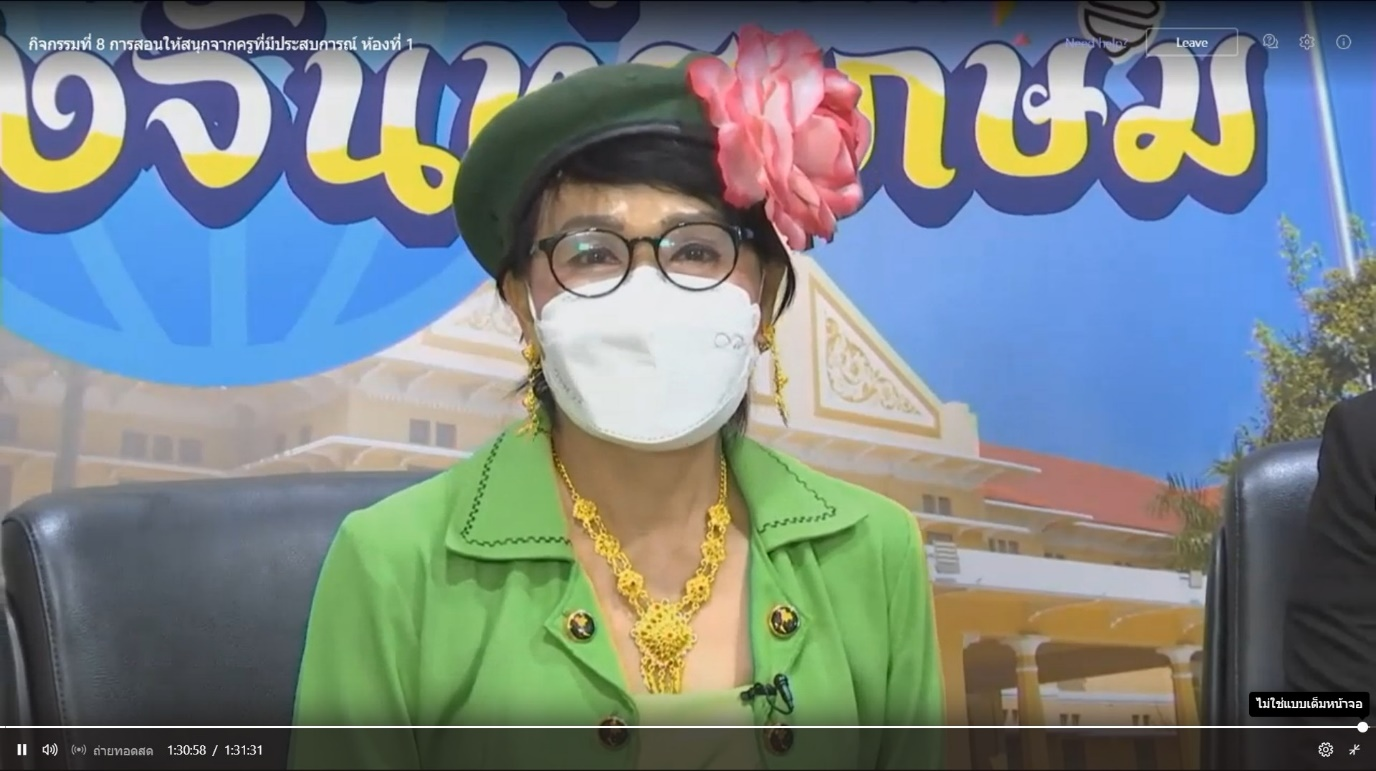 กิจกรรมที่ 8 การสอนให้สนุกจากครูที่มีประสบการณ์ ห้องที่ 1
Need help?
Leave
ไม่ใช่แบบเต็มหน้าจอ
ถ่ายทอดสด
1:30:58 / 1:31:31